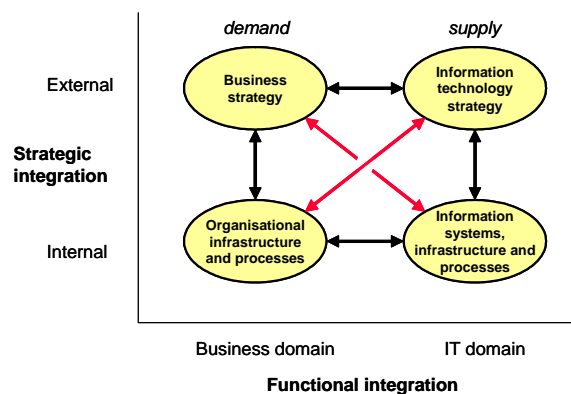 demand
supply
External
Business
strategy
Information
technology
strategy
Strategic
integration
Internal
Organisational
infrastructure
and processes
Information
systems,
infrastructure and
processes
Business domain
IT domain
Functional integration